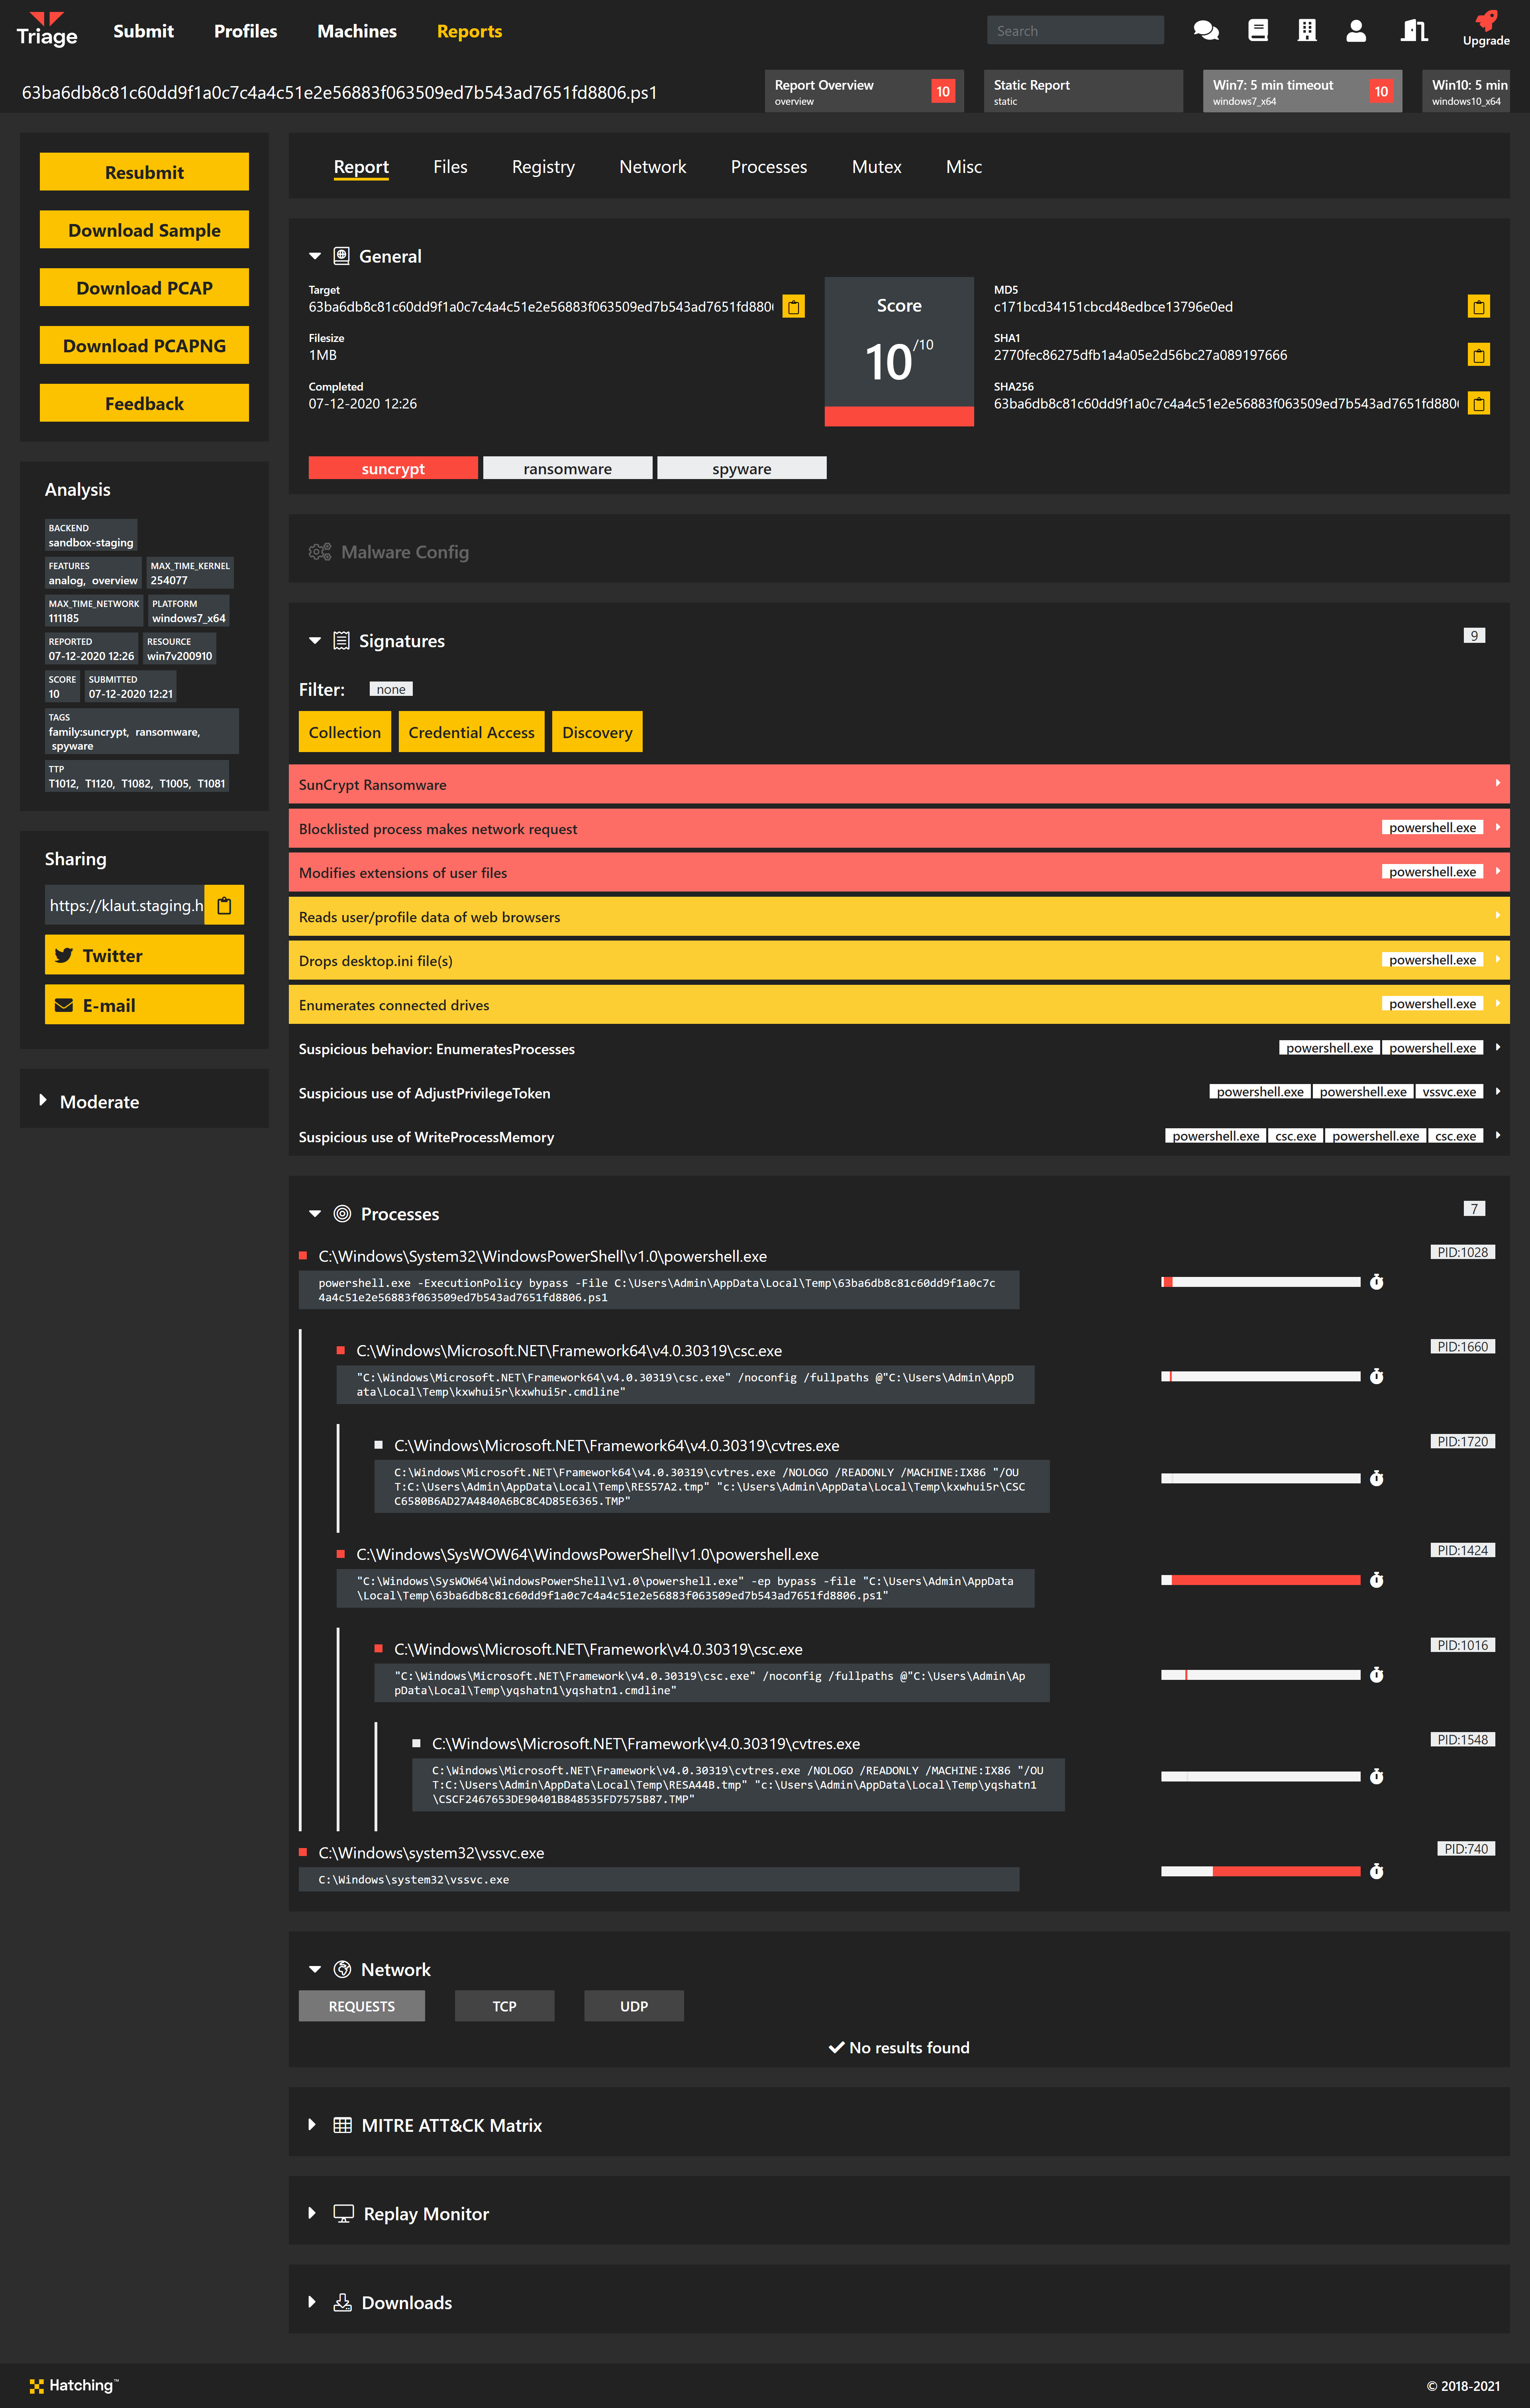 Triage
Submit
Profiles
Machines
Reports
Search
Upgrade
63ba6db8c81c60dd9f1a0c7c4a4c51e2e56883f063509ed7b543ad7651fd8806.ps1
Report Overview
overview
10
Static Report
static
Win7: 5 min timeout
windows7_x64
10
Win10: 5 min
windows10_x64
Resubmit
Download Sample
Download PCAP
Download PCAPNG
Feedback
Analysis
BACKEND
sandbox-staging
FEATURES
analog, overview
MAX_TIME_KERNEL
254077
MAX_TIME_NETWORK
111185
PLATFORM
windows7_x64
REPORTED
07-12-2020 12:26
RESOURCE
win7v200910
SCORE
10
SUBMITTED
07-12-2020 12:21
TAGS
family:suncrypt, ransomware,
spyware
TTP
T1012, T1120, T1082, T1005, T1081
Sharing
https://klaut.staging.h
Twitter
E-mail
Moderate
Report
Files
Registry
Network
Processes
Mutex
Misc
General
Target
63ba6db8c81c60dd9f1a0c7c4a4c51e2e56883f063509ed7b543ad7651fd880
Filesize
1MB
Completed
07-12-2020 12:26
Score
10/10
MD5
c171bcd34151cbcd48edbce13796e0ed
SHA1
2770fec86275dfb1a4a05e2d56bc27a089197666
SHA256
63ba6db8c81c60dd9f1a0c7c4a4c51e2e56883f063509ed7b543ad7651fd880
suncrypt
ransomware
spyware
Malware Config
Signatures
9
Filter:
none
Collection
Credential Access
Discovery
SunCrypt Ransomware
Blocklisted process makes network request
powershell.exe
Modifies extensions of user files
powershell.exe
Reads user/profile data of web browsers
Drops desktop.ini file(s)
powershell.exe
Enumerates connected drives
powershell.exe
Suspicious behavior: EnumeratesProcesses
powershell.exe powershell.exe
Suspicious use of AdjustPrivilegeToken
powershell.exe powershell.exe vssvc.exe
Suspicious use of WriteProcessMemory
powershell.exe csc.exe powershell.exe csc.exe
Processes
7
C:\Windows\System32\WindowsPowerShell\v1.0\powershell.exe
PID:1028
powershell.exe -ExecutionPolicy bypass -File C:\Users\Admin\AppData\Local\Temp\63ba6db8c81c60dd9f1a0c7c
4a4c51e2e56883f063509ed7b543ad7651fd8806.ps1
C:\Windows\Microsoft.NET\Framework64\v4.0.30319\csc.exe
PID:1660
"C:\Windows\Microsoft.NET\Framework64\v4.0.30319\csc.exe" /noconfig /fullpaths @"C:\Users\Admin\AppD
ata\Local\Temp\kxwhui5r\kxwhui5r.cmdline"
C:\Windows\Microsoft.NET\Framework64\v4.0.30319\cvtres.exe
PID:1720
C:\Windows\Microsoft.NET\Framework64\v4.0.30319\cvtres.exe /NOLOGO /READONLY /MACHINE:IX86 "/OU
T:C:\Users\Admin\AppData\Local\Temp\RES57A2.tmp" "c:\Users\Admin\AppData\Local\Temp\kxwhui5r\CSC
C6580B6AD27A4840A6BC8C4D85E6365.TMP"
C:\Windows\SysWOW64\WindowsPowerShell\v1.0\powershell.exe
PID:1424
"C:\Windows\SysWOW64\WindowsPowerShell\v1.0\powershell.exe" -ep bypass -file "C:\Users\Admin\AppData
\Local\Temp\63ba6db8c81c60dd9f1a0c7c4a4c51e2e56883f063509ed7b543ad7651fd8806.ps1"
C:\Windows\Microsoft.NET\Framework\v4.0.30319\csc.exe
PID:1016
"C:\Windows\Microsoft.NET\Framework\v4.0.30319\csc.exe" /noconfig /fullpaths @"C:\Users\Admin\Ap
pData\Local\Temp\yqshatn1\yqshatn1.cmdline"
C:\Windows\Microsoft.NET\Framework\v4.0.30319\cvtres.exe
PID:1548
C:\Windows\Microsoft.NET\Framework\v4.0.30319\cvtres.exe /NOLOGO /READONLY /MACHINE:IX86 "/OU
T:C:\Users\Admin\AppData\Local\Temp\RESA44B.tmp" "c:\Users\Admin\AppData\Local\Temp\yqshatn1
\CSCF2467653DE90401B848535FD7575B87.TMP"
C:\Windows\system32\vssvc.exe
PID:740
C:\Windows\system32\vssvc.exe
Network
REQUESTS
TCP
UDP
No results found
MITRE ATT&CK Matrix
Replay Monitor
Downloads
Hatching™
© 2018-2021